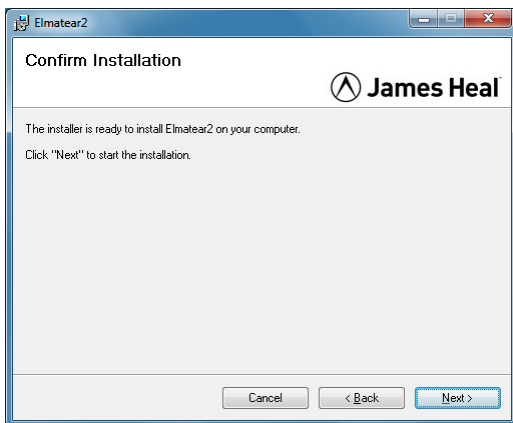 Elmatear2
Confirm Installation
James Heal
The installer is ready to install Elmatear2 on your computer.
Click "Next" to start the installation.
Cancel
< Back
Next >